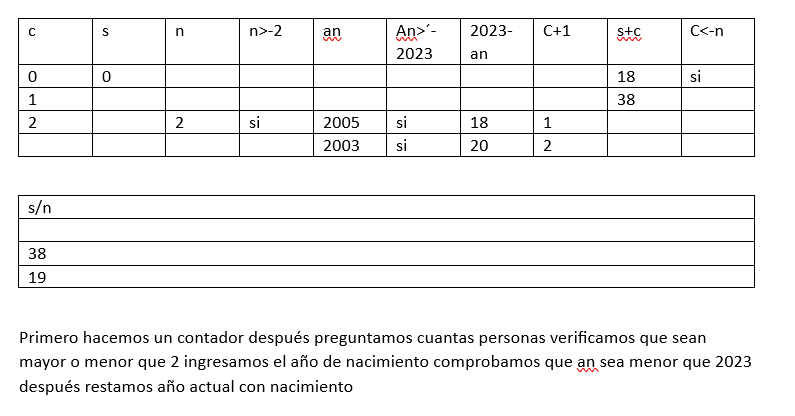 c s n n>-2 an An>´- 2023- C+1 s+c C<-n
2023 an
0 0 18 si
1 38
2 2 si 2005 si 18 1
2003 si 20 2
s/n
38
19
Primero hacemos un contador después preguntamos cuantas personas verificamos que sean
mayor o menor que 2 ingresamos el año de nacimiento comprobamos que an sea menor que 2023
después restamos año actual con nacimiento